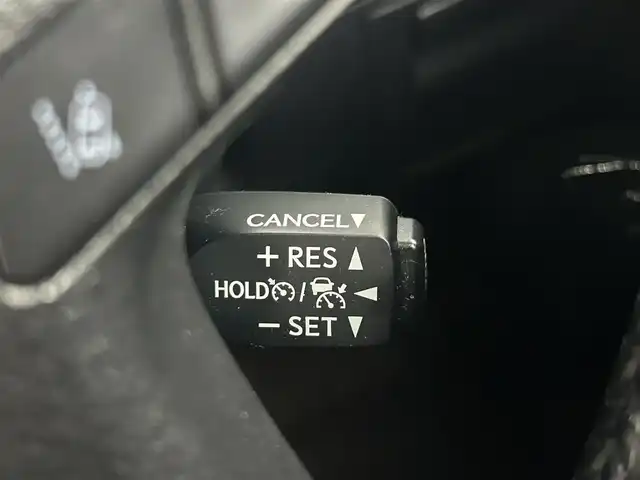 CANCEL▼
+ RES ▲
HOLD / ◀
- SET ▼